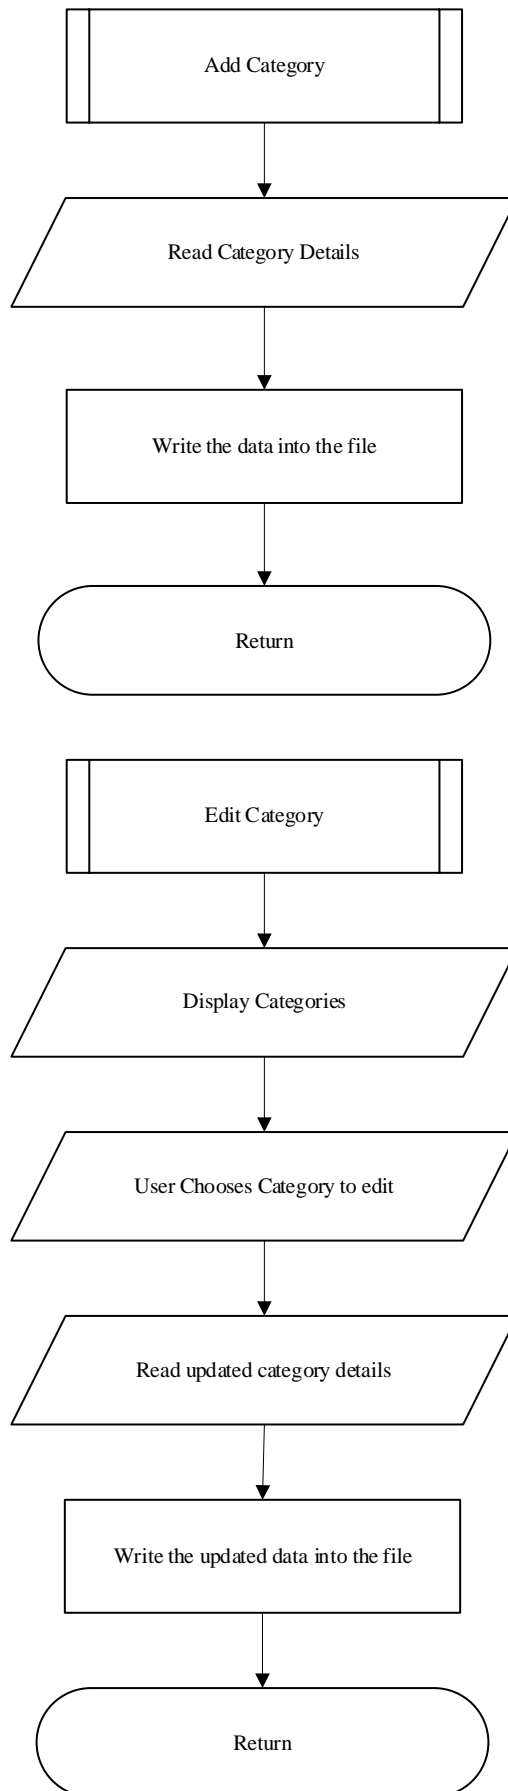 Add Category
Read Category Details
Write the data into the file
Return
Edit Category
Display Categories
User Chooses Category to edit
Read updated category details
Write the updated data into the file
Return